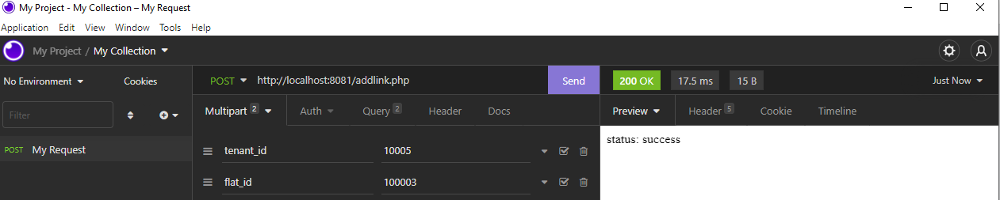 My Project - My Collection – My Request
Application Edit View Window Tools Help
My Project / My Collection
No Environment Cookies
POST http://localhost:8081/addlink.php Send
200 OK 17.5 ms 15 B Just Now
Filter
Multipart 2 Auth Query 2 Header Docs
Preview Header 5 Cookie Timeline
POST My Request
tenant_id 10005
flat_id 100003
status: success